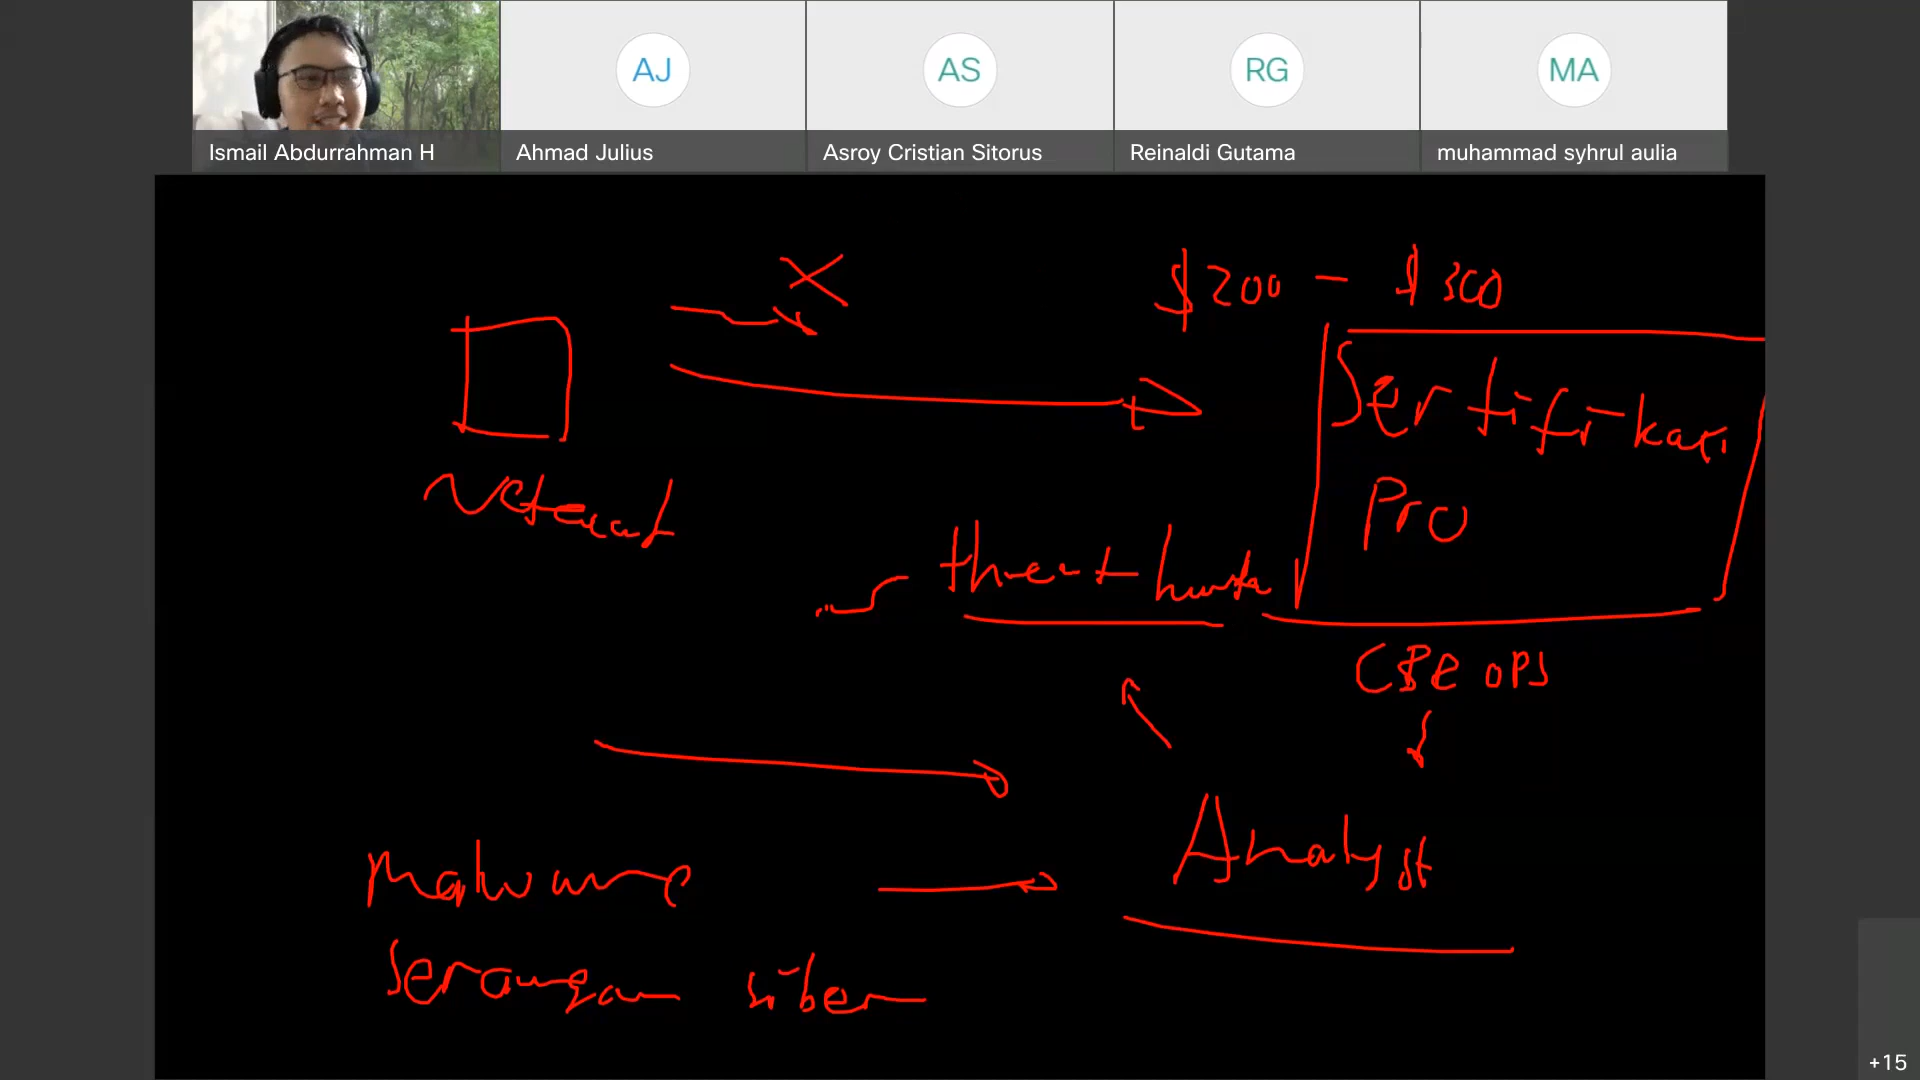 AJ
AS
RG
MA
Ismail Abdurrahman H
Ahmad Julius
Asroy Cristian Sitorus
Reinaldi Gutama
muhammad syhrul aulia
$200 - $300
Sertifikasi
Pro
threat hunter
OPS
Analyst
Malware
Serangan siber
+15